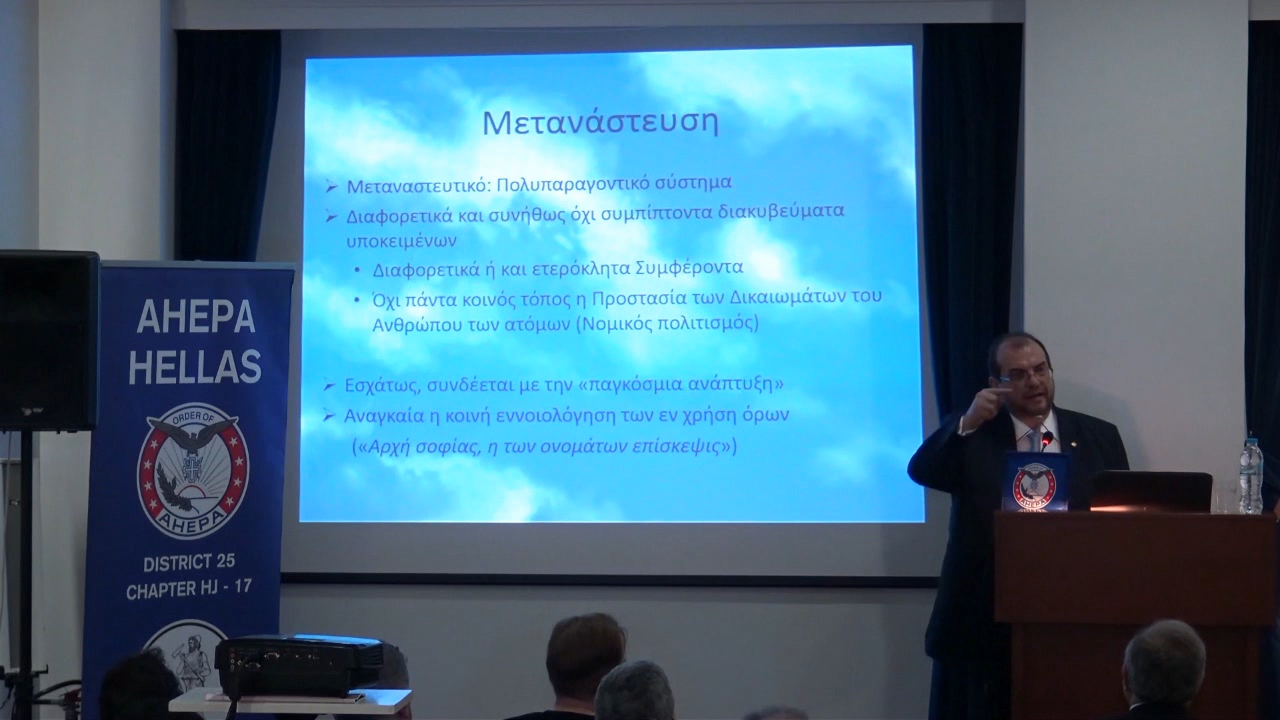 Μετανάστευση
Μεταναστευτικό: Πολυπαραγοντικό σύστημα
Διαφορετικά και συνήθως όχι συμπίπτοντα διακυβεύματα
υποκειμένων
Διαφορετικά ή και ετερόκλητα Συμφέροντα
Όχι πάντα κοινός τόπος η Προστασία των Δικαιωμάτων του
Ανθρώπου των ατόμων (Νομικός πολιτισμός)
Εσχάτως, συνδέεται με την «παγκόσμια ανάπτυξη»
Αναγκαία η κοινή εννοιολόγηση των εν χρήση όρων
(«Αρχή σοφίας, η των ονομάτων επίσκεψις»)
AHEPA
HELLAS
ORDER OF
AHEPA
DISTRICT 25
CHAPTER HJ - 17
AHEPA